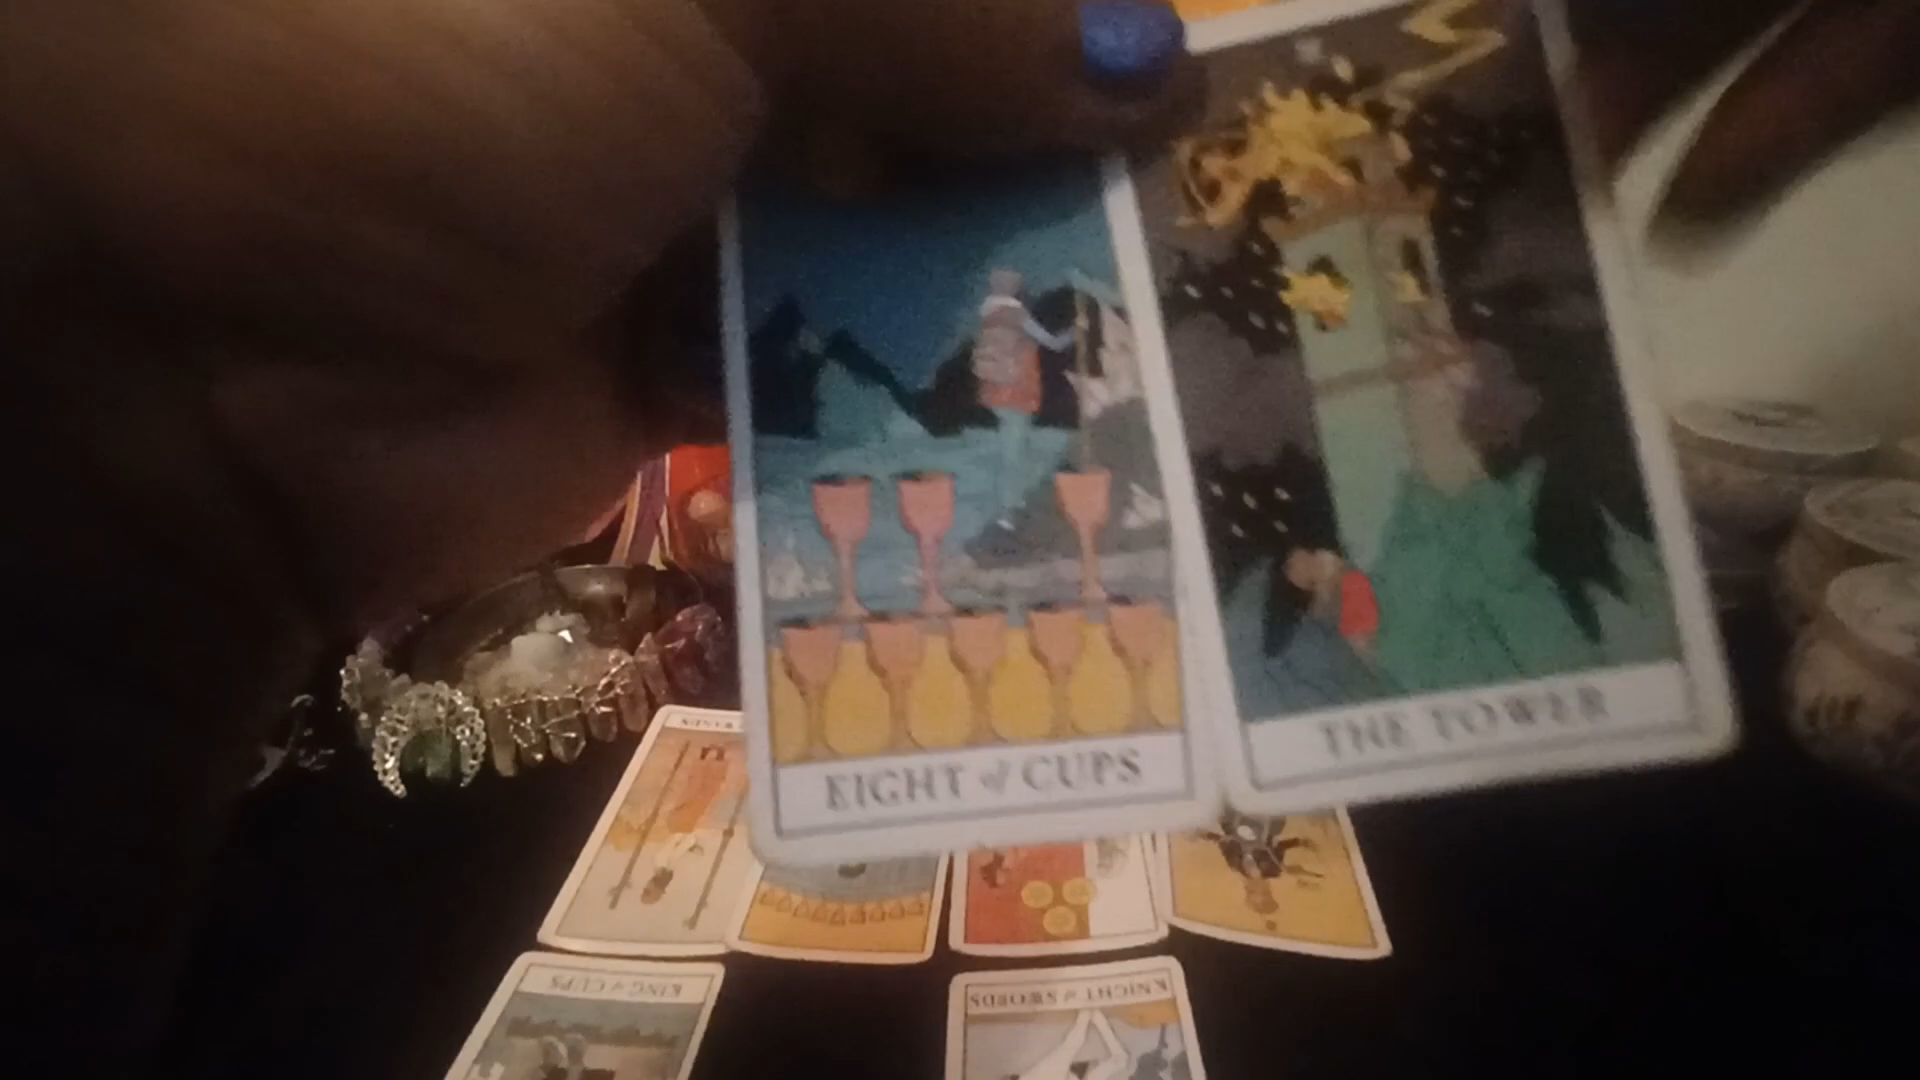 EIGHT of CUPS
THE TOWER
KING of CUPS
KNIGHT of SWORDS